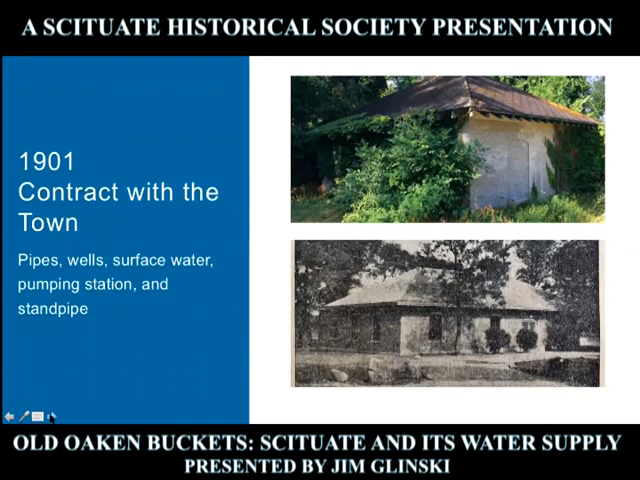 A SCITUATE HISTORICAL SOCIETY PRESENTATION
1901
Contract with the
Town
Pipes, wells, surface water,
pumping station, and
standpipe
OLD OAKEN BUCKETS: SCITUATE AND ITS WATER SUPPLY
PRESENTED BY JIM GLINSKI